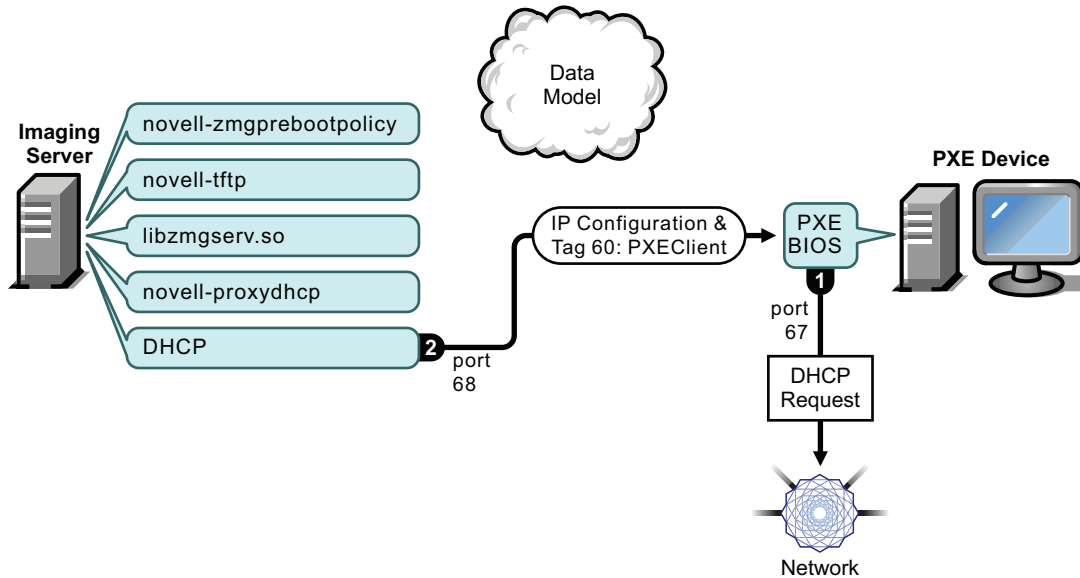 Data
Model
Imaging
Server
novell-zmgprebootpolicy
novell-tftp
libzmgserv.so
novell-proxydhcp
DHCP
2
port
68
IP Configuration &
Tag 60: PXEClient
PXE
BIOS
1
PXE Device
port
67
DHCP
Request
Network